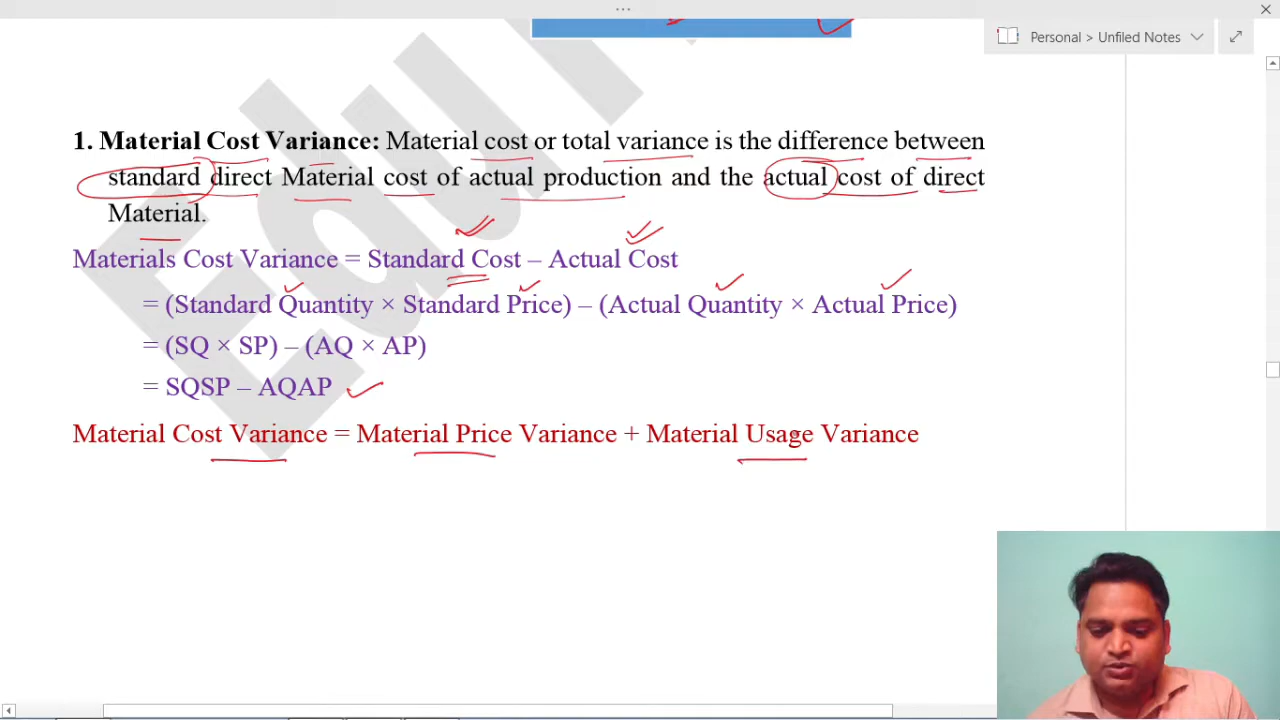 Personal > Unfiled Notes
1. Material Cost Variance: Material cost or total variance is the difference between
standard direct Material cost of actual production and the actual cost of direct
Material.
Materials Cost Variance = Standard Cost – Actual Cost
= (Standard Quantity × Standard Price) – (Actual Quantity × Actual Price)
= (SQ × SP) – (AQ × AP)
= SQSP – AQAP
Material Cost Variance = Material Price Variance + Material Usage Variance